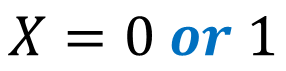 X = 0 or 1